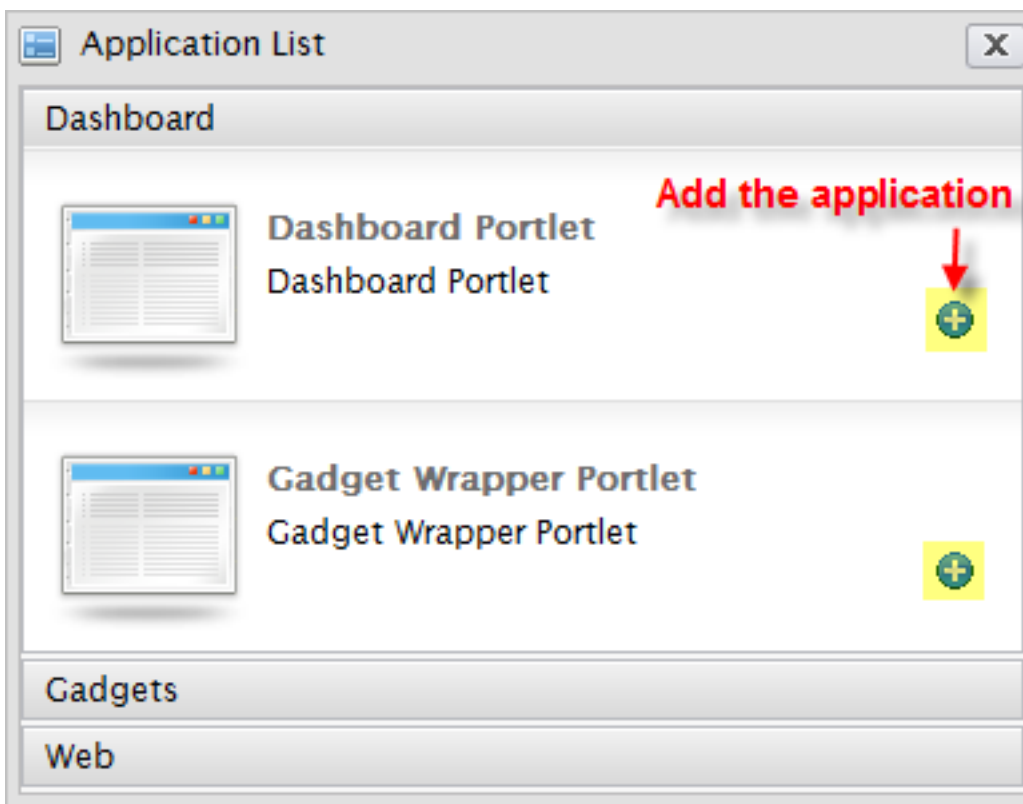 Application List
X
Dashboard
Add the application
Dashboard Portlet
Dashboard Portlet
Gadget Wrapper Portlet
Gadget Wrapper Portlet
Gadgets
Web